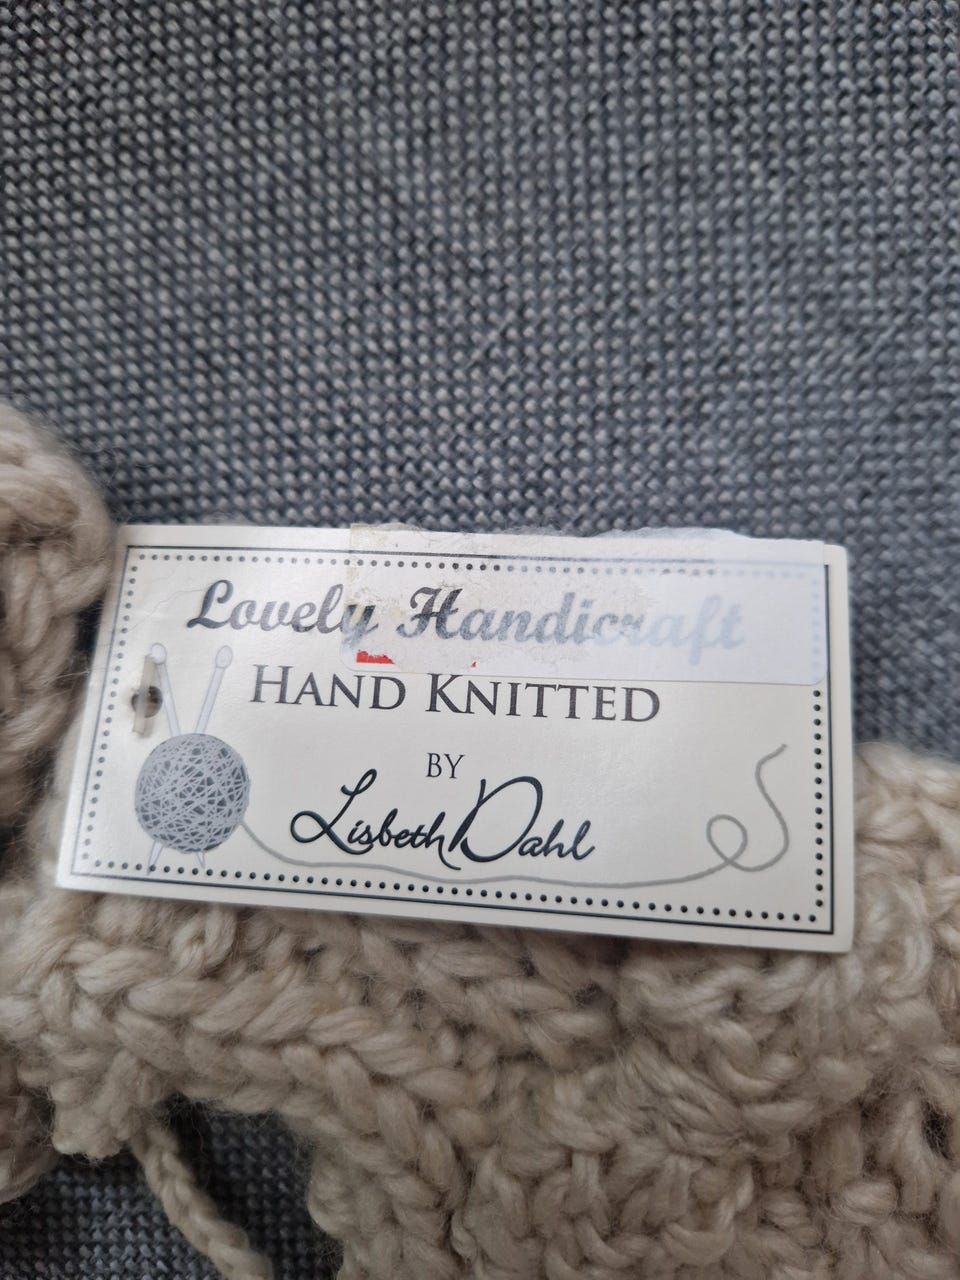 Lovely Handicraft
HAND KNITTED
BY
Lisbeth Dahl